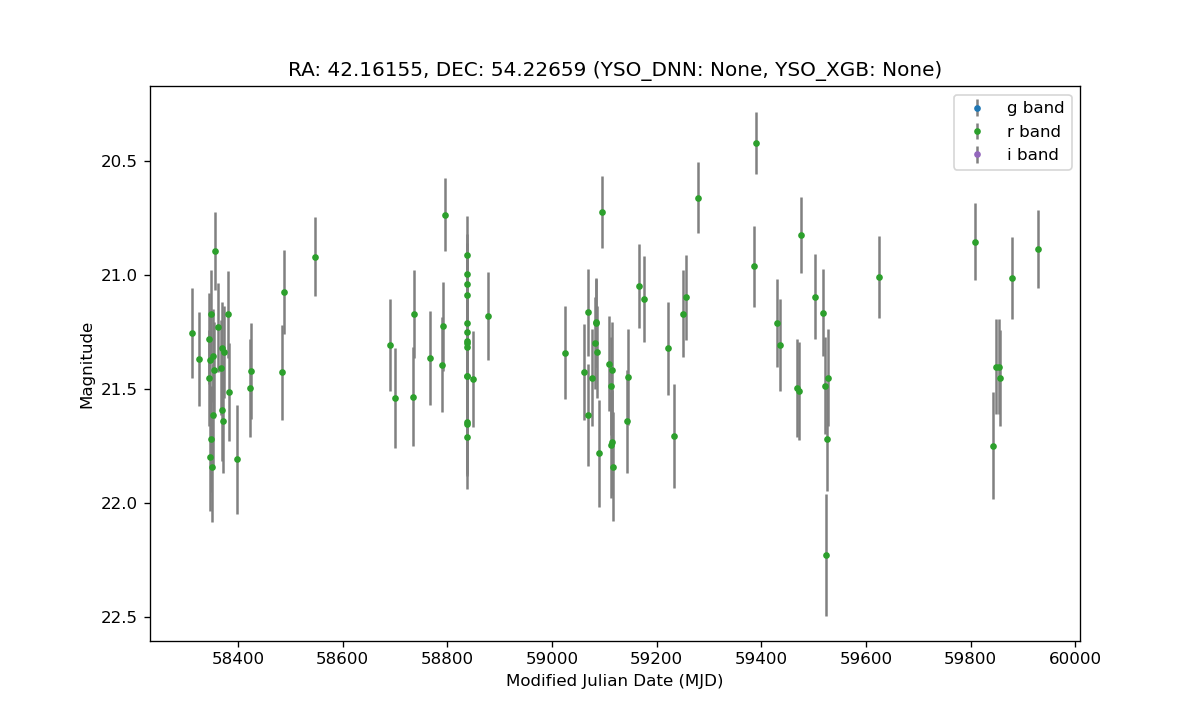 RA: 42.16155, DEC: 54.22659 (YSO_DNN: None, YSO_XGB: None)
g band
r band
i band
20.5
21.0
21.5
22.0
22.5
Magnitude
58400 58600 58800 59000 59200 59400 59600 59800 60000
Modified Julian Date (MJD)